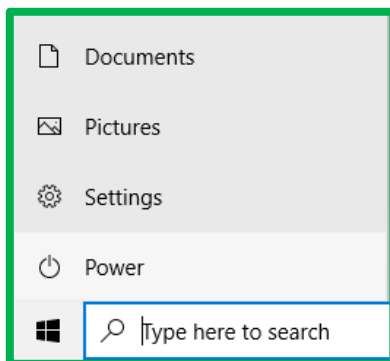 Documents
Pictures
Settings
Power
Type here to search